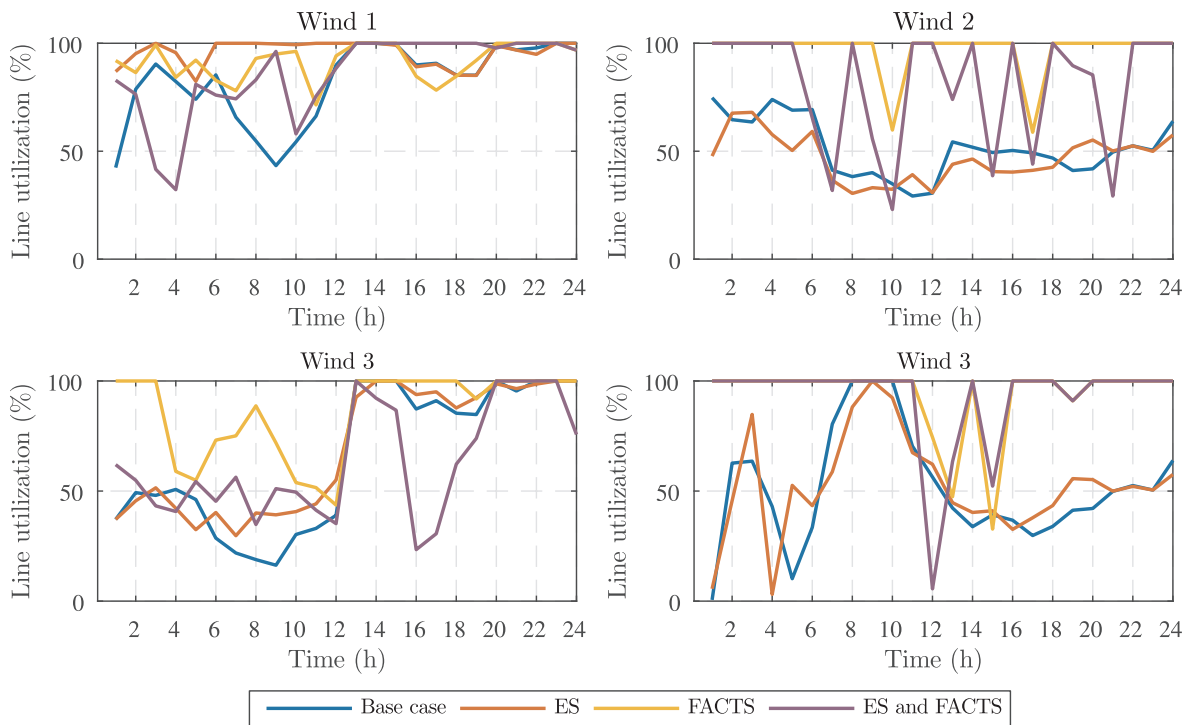 Wind 1
Line utilization (%)
100
50
0
2 4 6 8 10 12 14 16 18 20 22 24
Time (h)
Wind 2
Line utilization (%)
100
50
0
2 4 6 8 10 12 14 16 18 20 22 24
Time (h)
Wind 3
Line utilization (%)
100
50
0
2 4 6 8 10 12 14 16 18 20 22 24
Time (h)
Wind 3
Line utilization (%)
100
50
0
2 4 6 8 10 12 14 16 18 20 22 24
Time (h)
Base case ES FACTS ES and FACTS